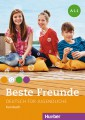 A1.1
Beste Freunde
DEUTSCH FÜR JUGENDLICHE
Kursbuch
Hueber